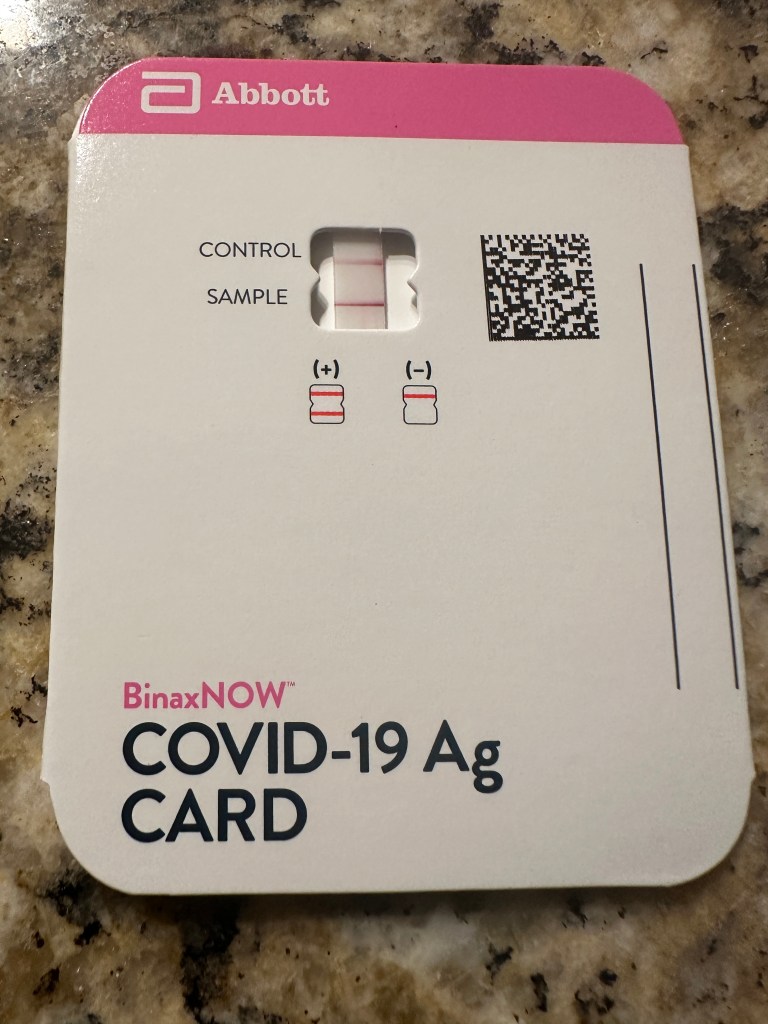 Abbott
CONTROL
SAMPLE
(+) (−)
BinaxNOW™
COVID-19 Ag
CARD